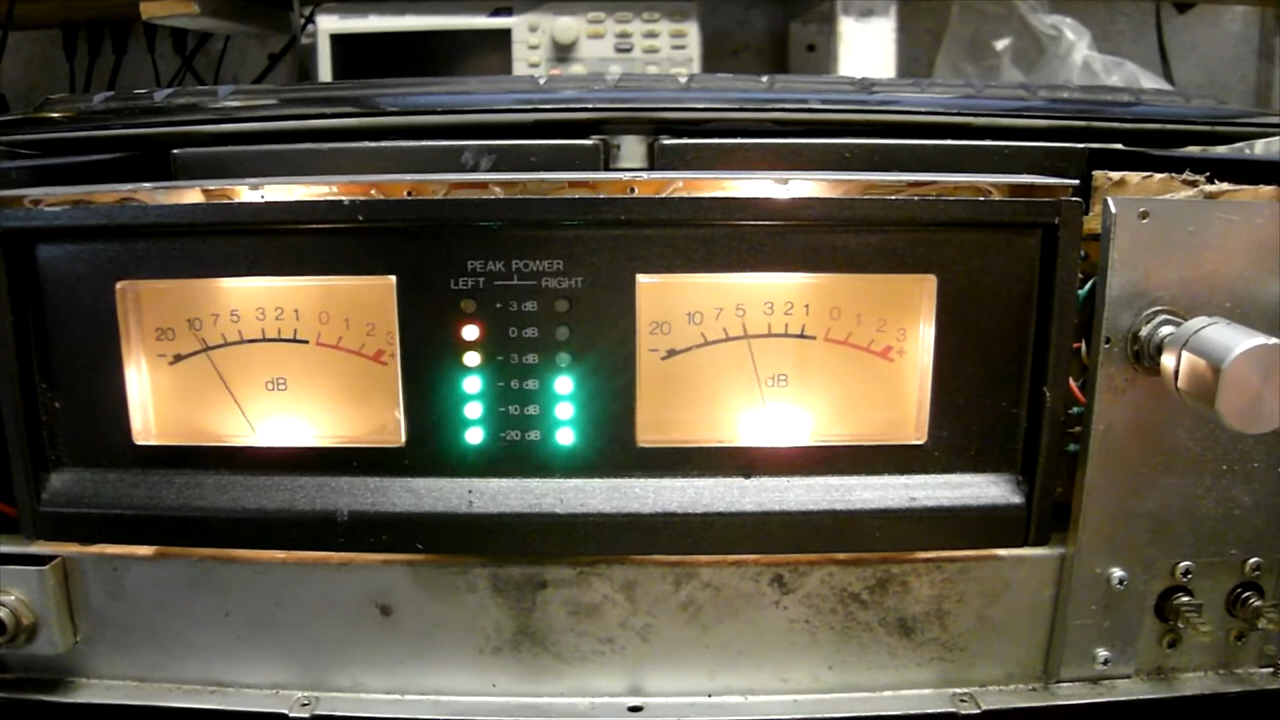 PEAK POWER
LEFT RIGHT
+ 3 dB
0 dB
- 3 dB
- 6 dB
-10 dB
-20 dB
20 10 7 5 3 2 1 0 1 2 3
- +
dB
20 10 7 5 3 2 1 0 1 2 3
- +
dB